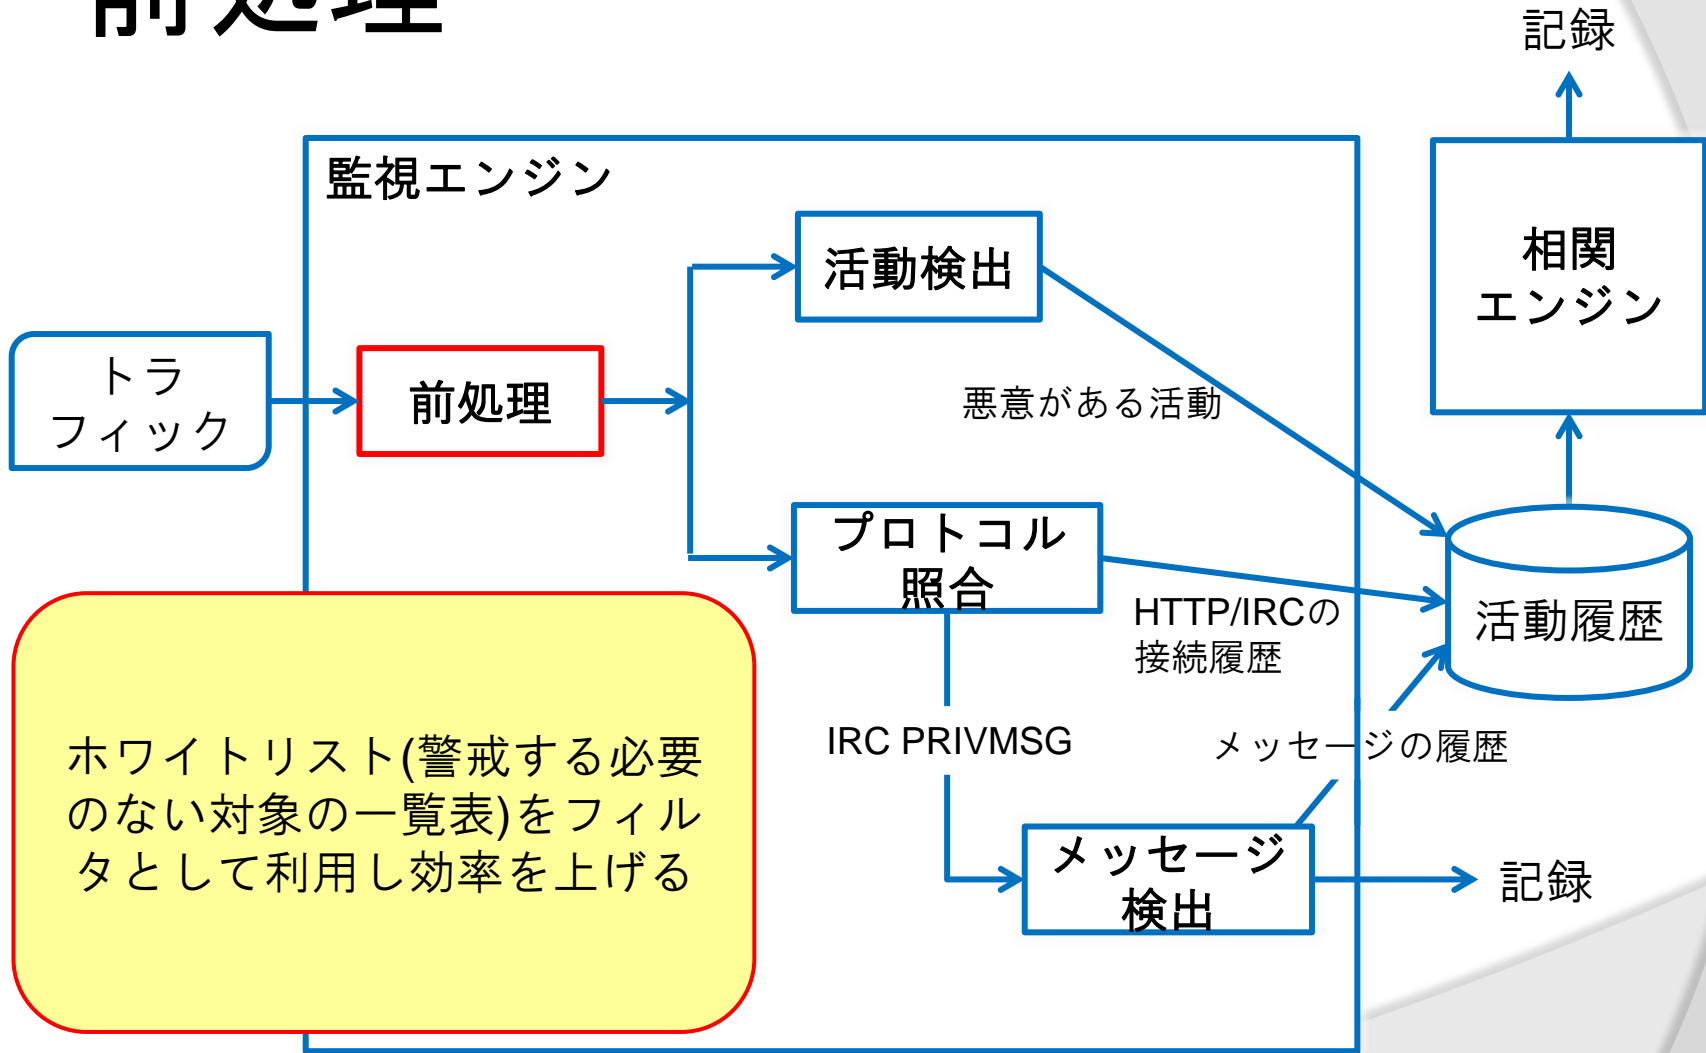 前処理
記録
監視エンジン
活動検出
相関
エンジン
トラ
フィック
前処理
悪意がある活動
プロトコル
照合
HTTP/IRCの
接続履歴
活動履歴
IRC PRIVMSG
メッセージの履歴
ホワイトリスト(警戒する必要
のない対象の一覧表)をフィル
タとして利用し効率を上げる
メッセージ
検出
記録